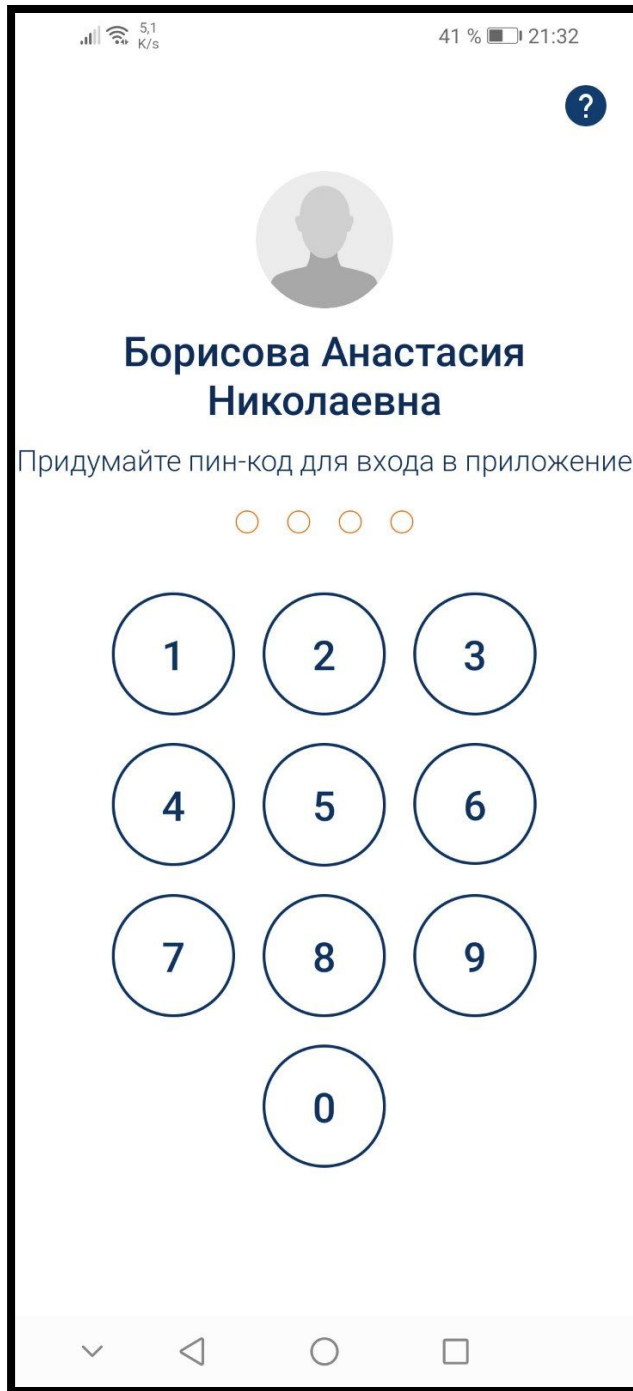 5,1
K/s
41 % 21:32
?
Борисова Анастасия
Николаевна
Придумайте пин-код для входа в приложение
1 2 3
4 5 6
7 8 9
0